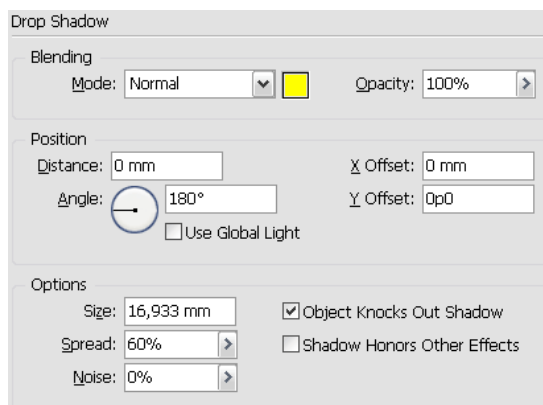 Drop Shadow
Blending
Mode: Normal Opacity: 100%
Position
Distance: 0 mm X Offset: 0 mm
Angle: 180° Y Offset: 0p0
Use Global Light
Options
Size: 16,933 mm Object Knocks Out Shadow
Spread: 60% Shadow Honors Other Effects
Noise: 0%